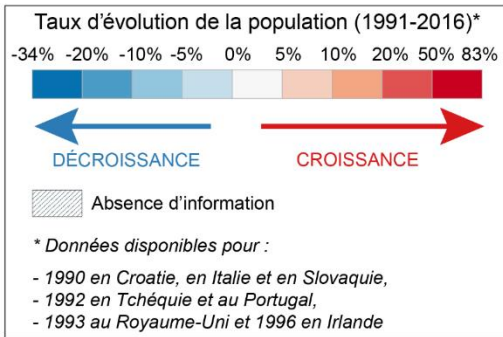 Taux d'évolution de la population (1991-2016)*
-34% -20% -10% -5% 0% 5% 10% 20% 50% 83%
DÉCROISSANCE CROISSANCE
Absence d'information
* Données disponibles pour :
- 1990 en Croatie, en Italie et en Slovaquie,
- 1992 en Tchéquie et au Portugal,
- 1993 au Royaume-Uni et 1996 en Irlande